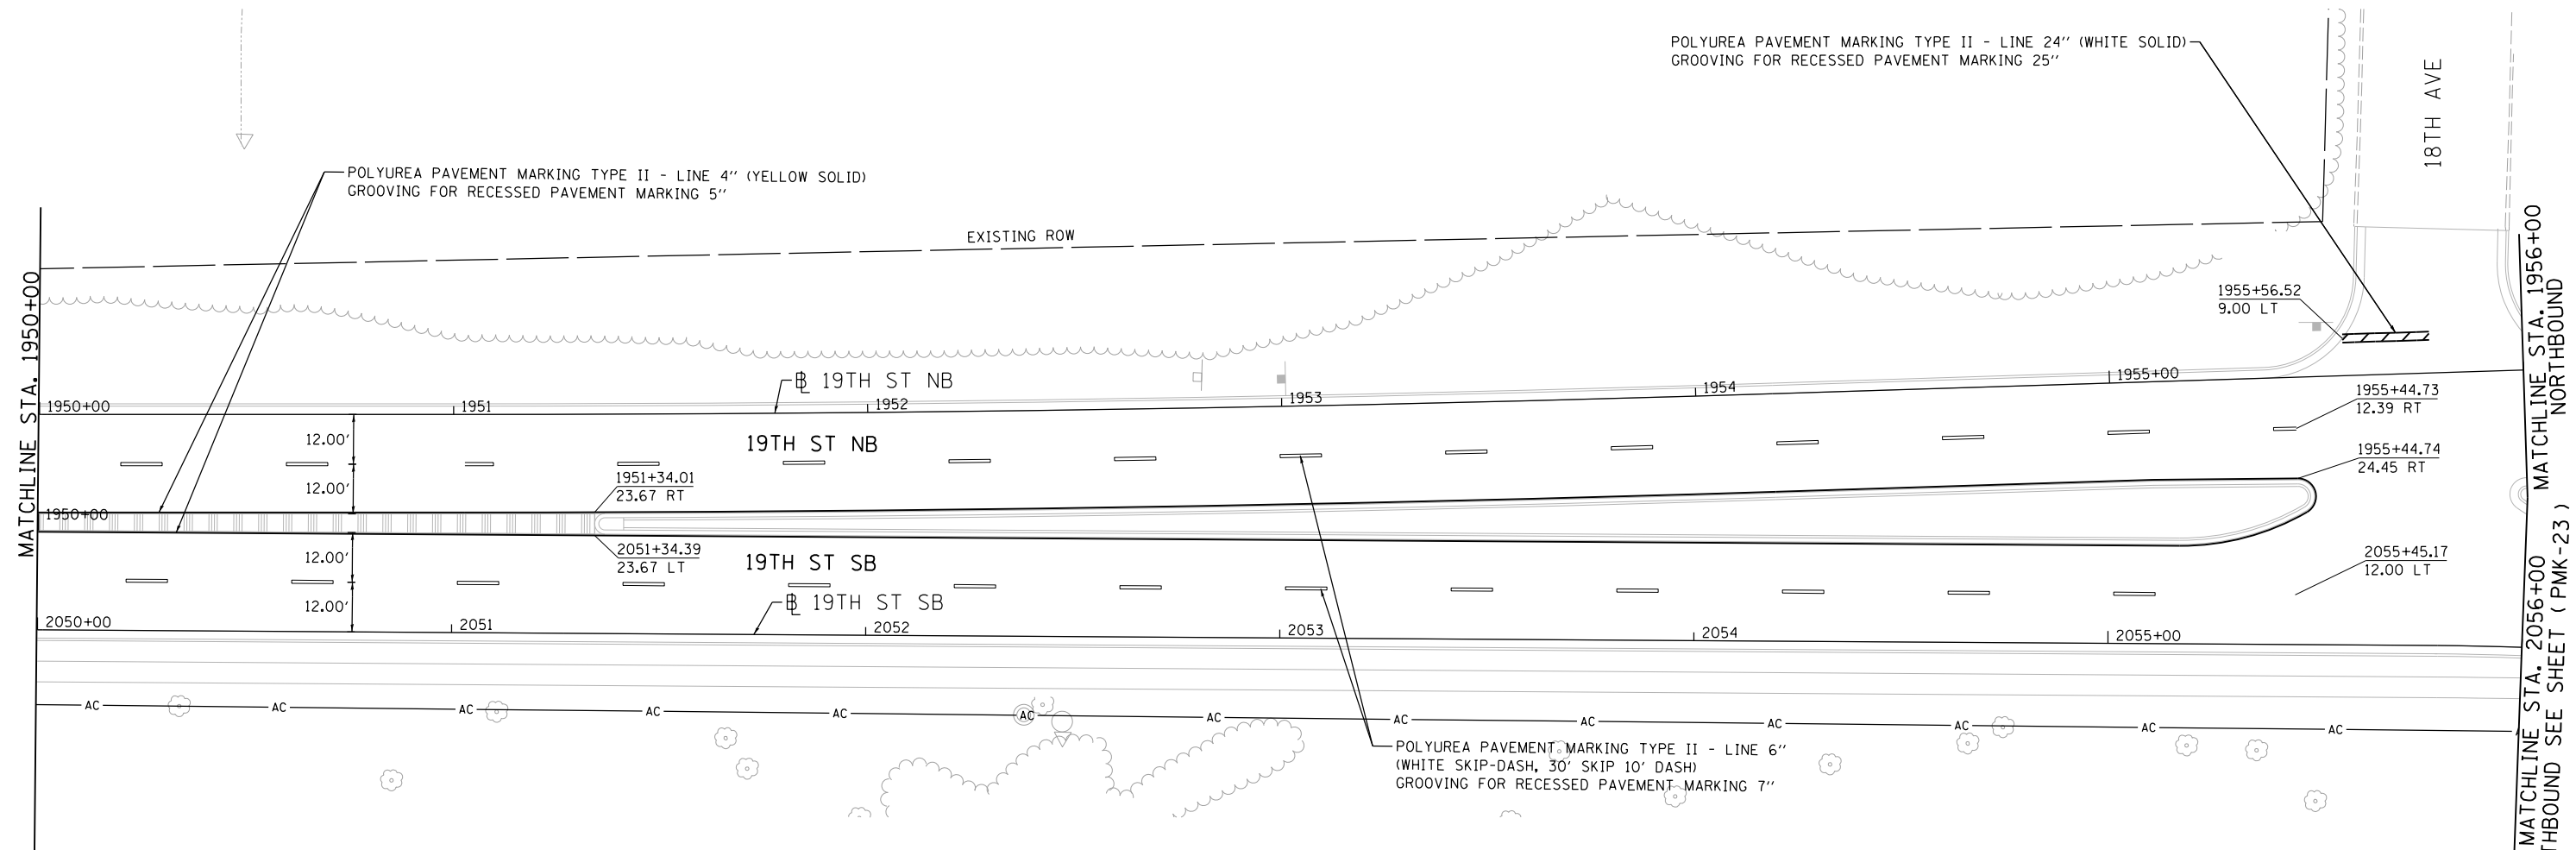 POLYUREA PAVEMENT MARKING TYPE II - LINE 24" (WHITE SOLID)
GROOVING FOR RECESSED PAVEMENT MARKING 25"
18TH AVE
POLYUREA PAVEMENT MARKING TYPE II - LINE 4" (YELLOW SOLID)
GROOVING FOR RECESSED PAVEMENT MARKING 5"
EXISTING ROW
MATCHLINE STA. 1950+00
1955+56.52
9.00 LT
MATCHLINE STA. 1956+00
NORTHBOUND
℄ 19TH ST NB
1950+00
1951
1952
1953
1954
1955+00
1955+44.73
12.39 RT
12.00'
19TH ST NB
12.00'
1951+34.01
23.67 RT
1955+44.74
24.45 RT
1950+00
2051+34.39
23.67 LT
12.00'
19TH ST SB
2055+45.17
12.00 LT
12.00'
℄ 19TH ST SB
2050+00
2051
2052
2053
2054
2055+00
MATCHLINE STA. 2056+00
THBOUND SEE SHEET (PMK-23)
AC AC AC AC AC AC AC AC AC AC AC AC AC
POLYUREA PAVEMENT MARKING TYPE II - LINE 6"
(WHITE SKIP-DASH, 30' SKIP 10' DASH)
GROOVING FOR RECESSED PAVEMENT MARKING 7"